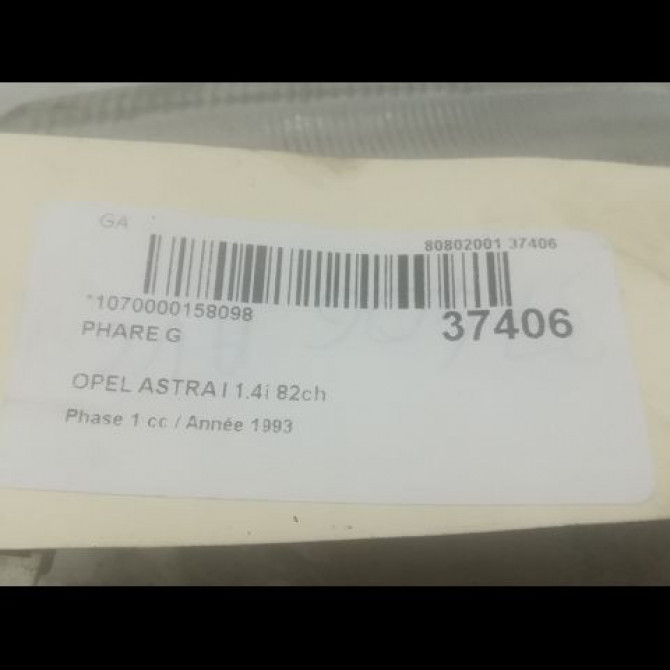 GA
80802001 37406
*1070000158098
37406
PHARE G
OPEL ASTRA I 1.4i 82ch
Phase 1 cc / Année 1993